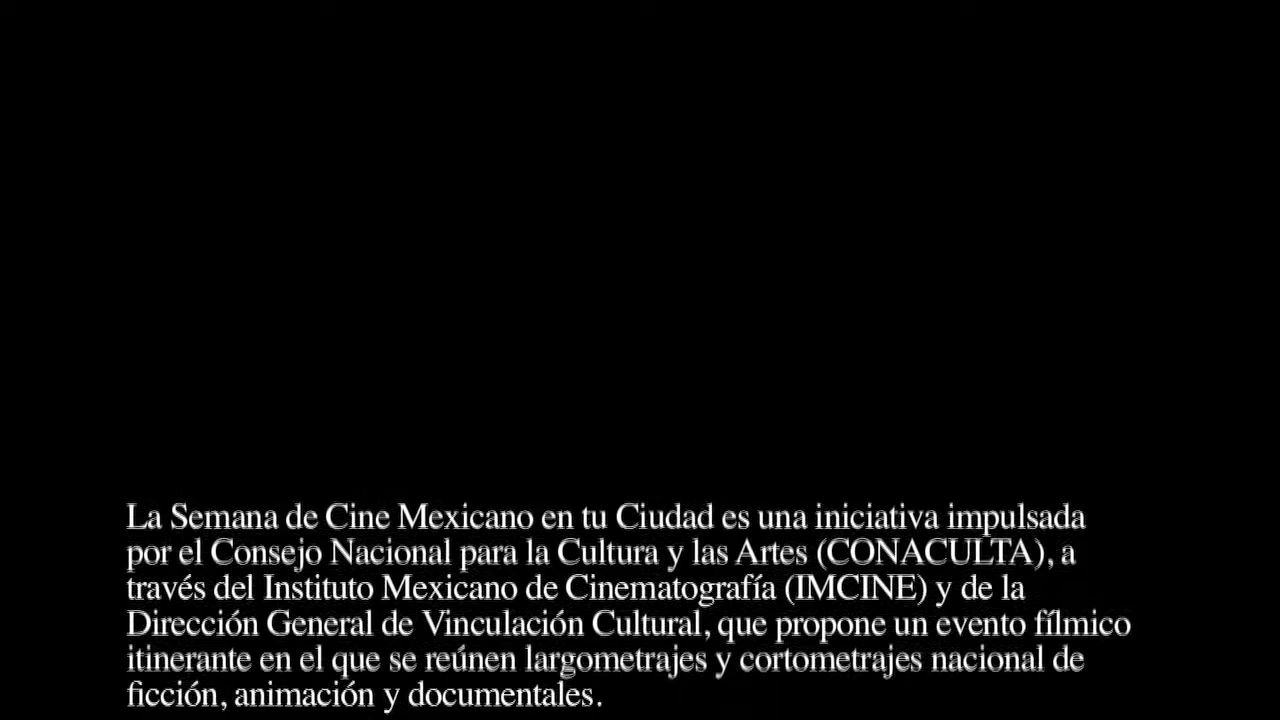 La Semana de Cine Mexicano en tu Ciudad es una iniciativa impulsada
por el Consejo Nacional para la Cultura y las Artes (CONACULTA), a
través del Instituto Mexicano de Cinematografía (IMCINE) y de la
Dirección General de Vinculación Cultural, que propone un evento fílmico
itinerante en el que se reúnen largometrajes y cortometrajes nacional de
ficción, animación y documentales.